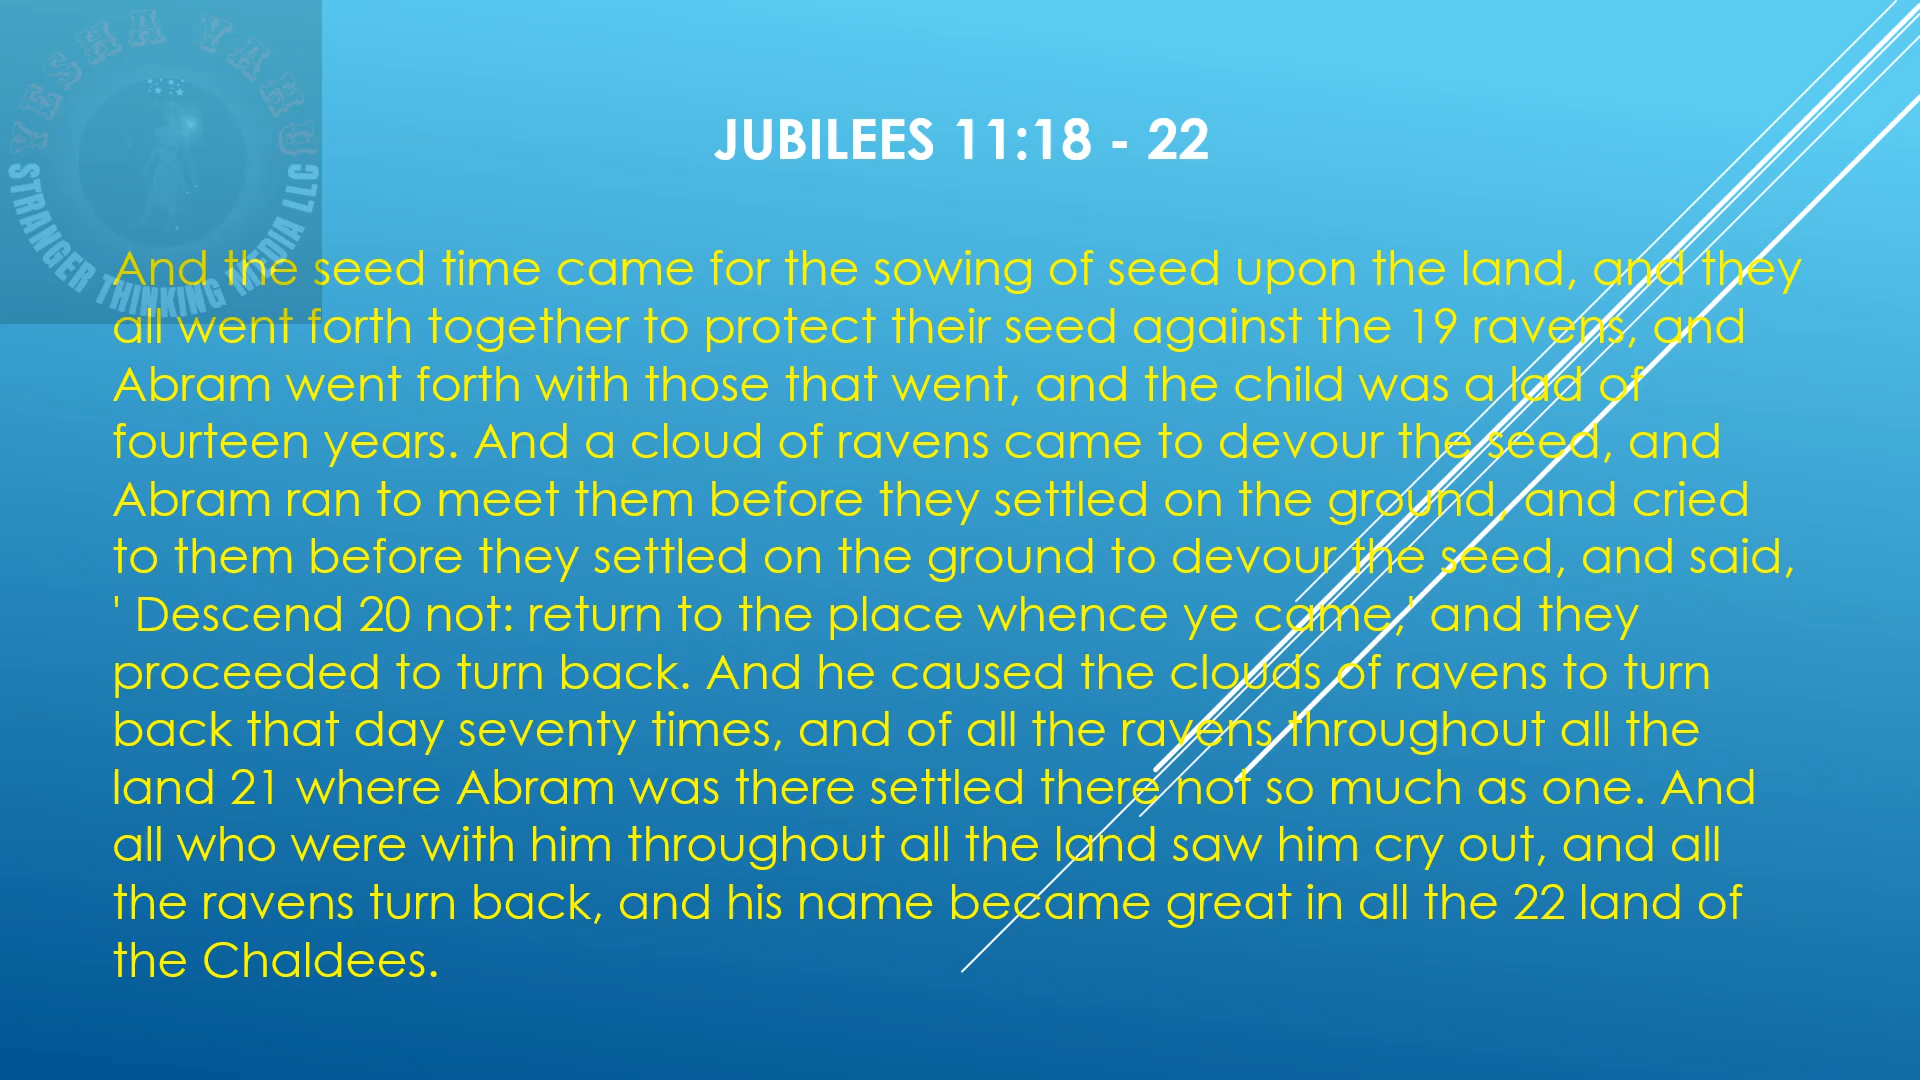 YESHA YAHU
STRANGER THINKING MEDIA LLC
JUBILEES 11:18 - 22
And the seed time came for the sowing of seed upon the land, and they
all went forth together to protect their seed against the 19 ravens, and
Abram went forth with those that went, and the child was a lad of
fourteen years. And a cloud of ravens came to devour the seed, and
Abram ran to meet them before they settled on the ground, and cried
to them before they settled on the ground to devour the seed, and said,
' Descend 20 not: return to the place whence ye came,' and they
proceeded to turn back. And he caused the clouds of ravens to turn
back that day seventy times, and of all the ravens throughout all the
land 21 where Abram was there settled there not so much as one. And
all who were with him throughout all the land saw him cry out, and all
the ravens turn back, and his name became great in all the 22 land of
the Chaldees.